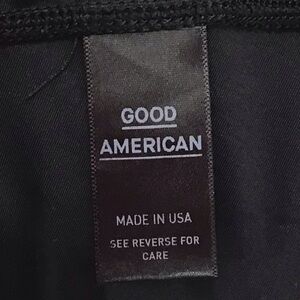 GOOD
AMERICAN
MADE IN USA
SEE REVERSE FOR
CARE